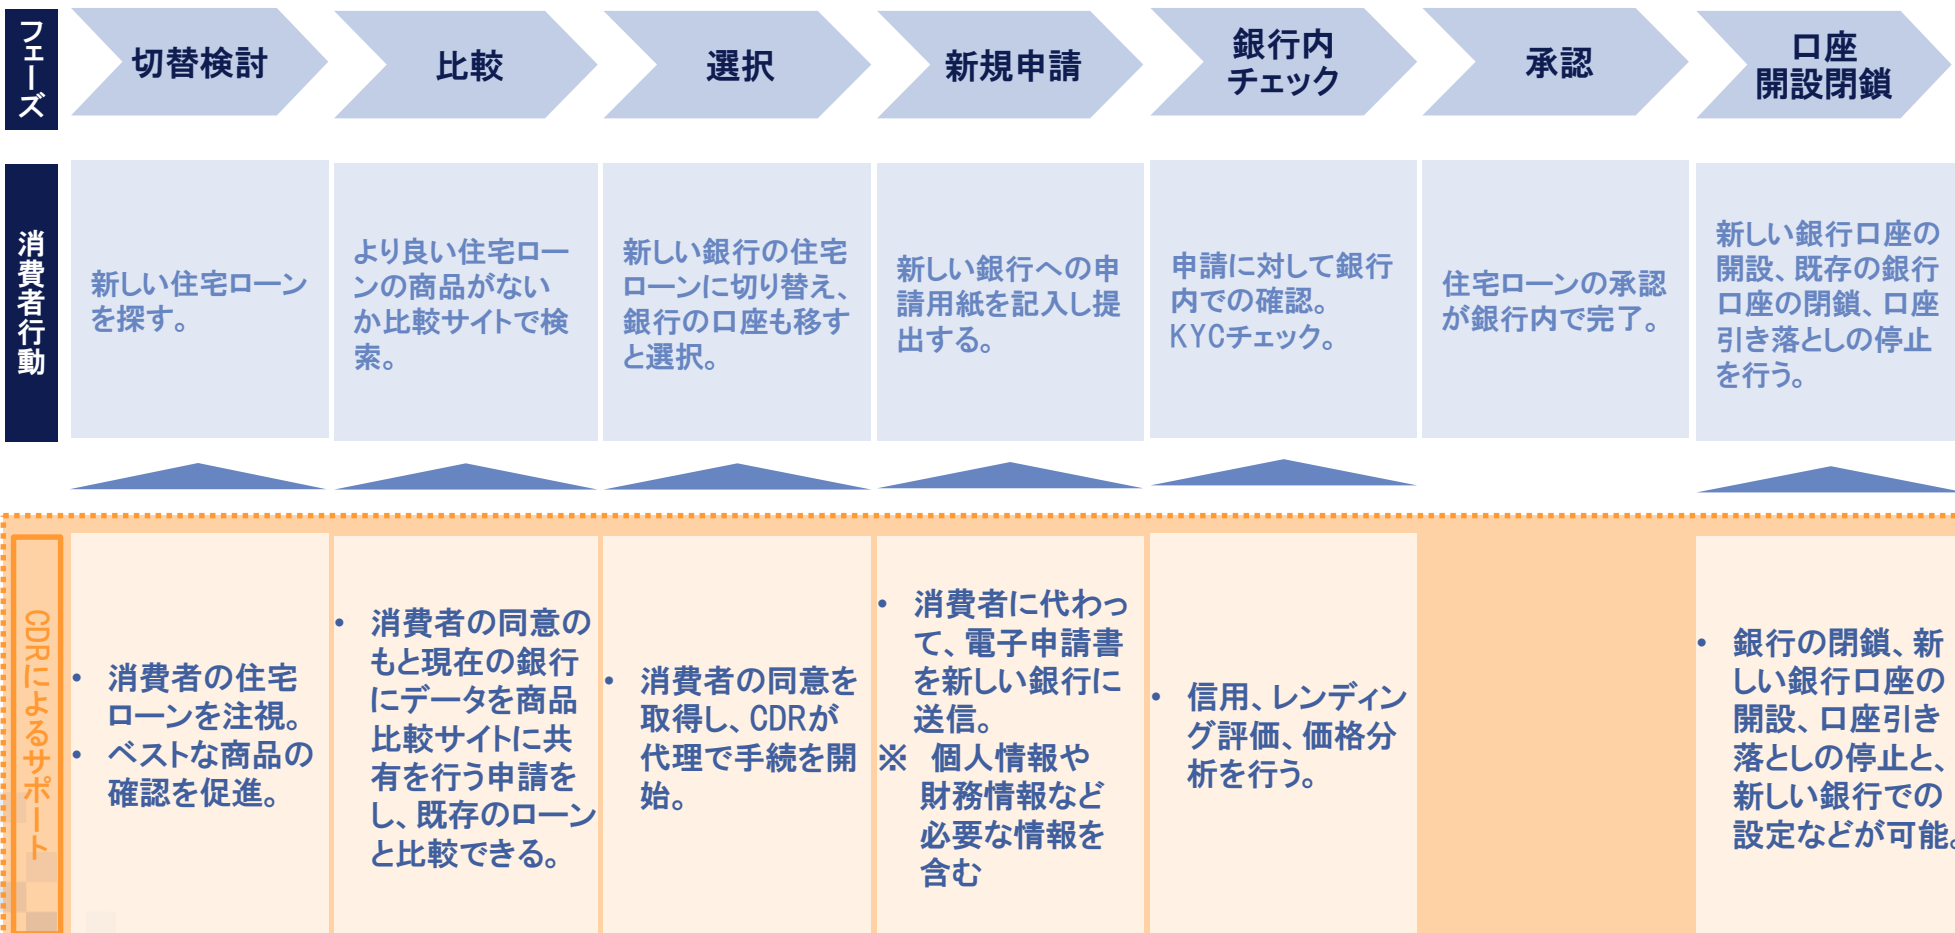 フェーズ
切替検討
比較
選択
新規申請
銀行内
チェック
承認
口座
開設閉鎖
消費者行動
新しい住宅ローン
を探す。
より良い住宅ロー
ンの商品がない
か比較サイトで検
索。
新しい銀行の住宅
ローンに切り替え、
銀行の口座も移す
と選択。
新しい銀行への申
請用紙を記入し提
出する。
申請に対して銀行
内での確認。
KYCチェック。
住宅ローンの承認
が銀行内で完了。
新しい銀行口座の
開設、既存の銀行
口座の閉鎖、口座
引き落としの停止
を行う。
CDRによるサポート
• 消費者の住宅
ローンを注視。
• ベストな商品の
確認を促進。
• 消費者の同意の
もと現在の銀行
にデータを商品
比較サイトに共
有を行う申請を
し、既存のローン
と比較できる。
• 消費者の同意を
取得し、CDRが
代理で手続を開
始。
• 消費者に代わっ
て、電子申請書
を新しい銀行に
送信。
※ 個人情報や
財務情報など
必要な情報を
含む
• 信用、レンディン
グ評価、価格分
析を行う。
• 銀行の閉鎖、新
しい銀行口座の
開設、口座引き
落としの停止と、
新しい銀行での
設定などが可能。